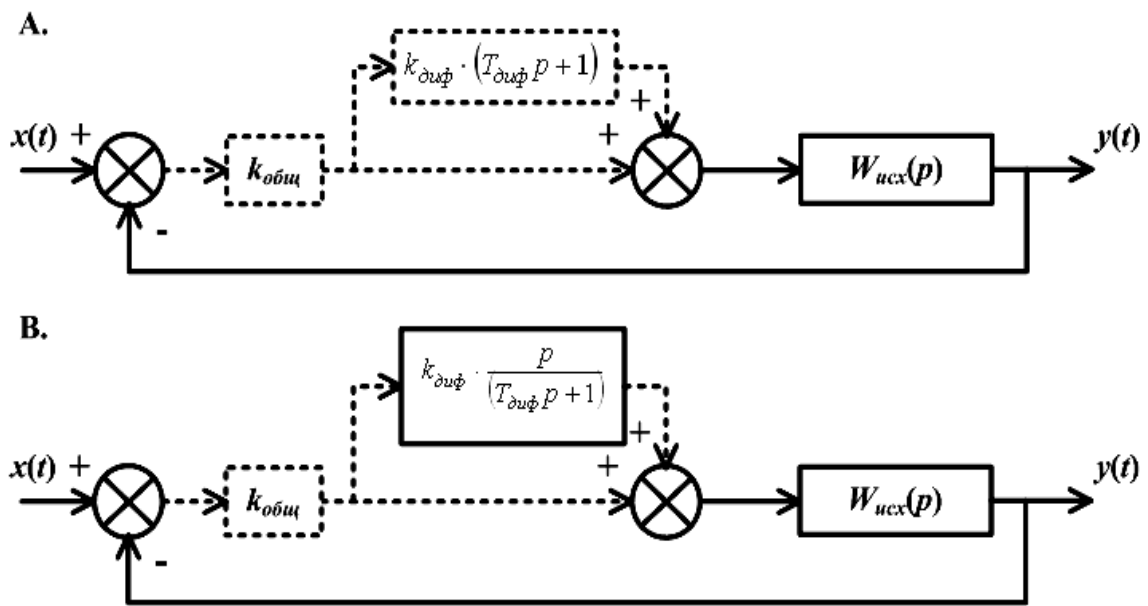 A.
k_диф · (T_диф p + 1)
x(t) + k_общ + + W_исх(p) y(t)
-
B.
k_диф · p / (T_диф p + 1)
x(t) + k_общ + + W_исх(p) y(t)
-